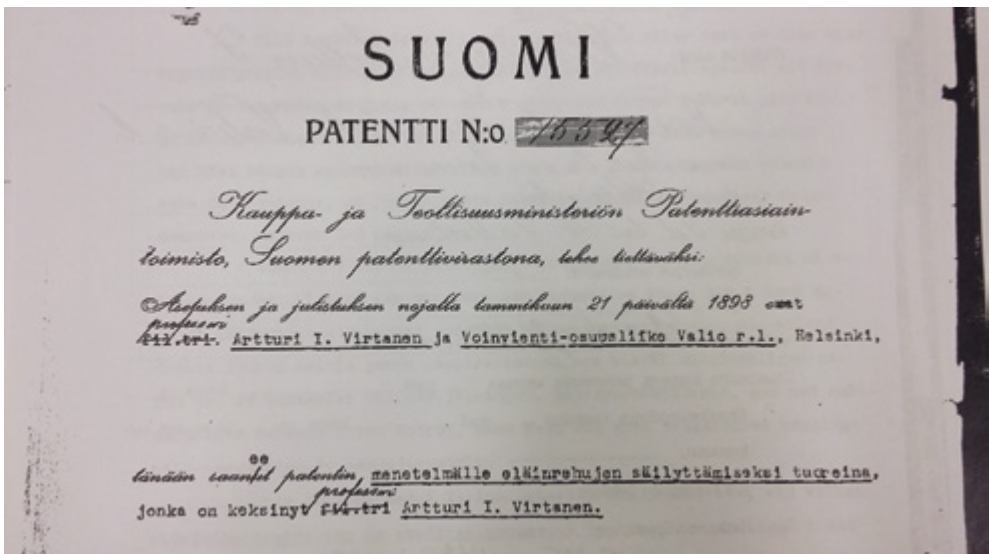 SUOMI
PATENTTI N:o 15597
Kauppa- ja Teollisuusministeriön Patenttiasiain-
toimisto, Suomen patenttivirastona, tekee tiettäväksi:
Asetuksen ja julistuksen nojalla tammikuun 21 päivältä 1898 ovat
professori
fil.tri. Artturi I. Virtanen ja Voinvienti-osuusliike Valio r.l., Helsinki,
ee
tänään saanut patentin, menetelmälle eläinrehujen säilyttämiseksi tuoreina,
professori
jonka on keksinyt fil.tri Artturi I. Virtanen.